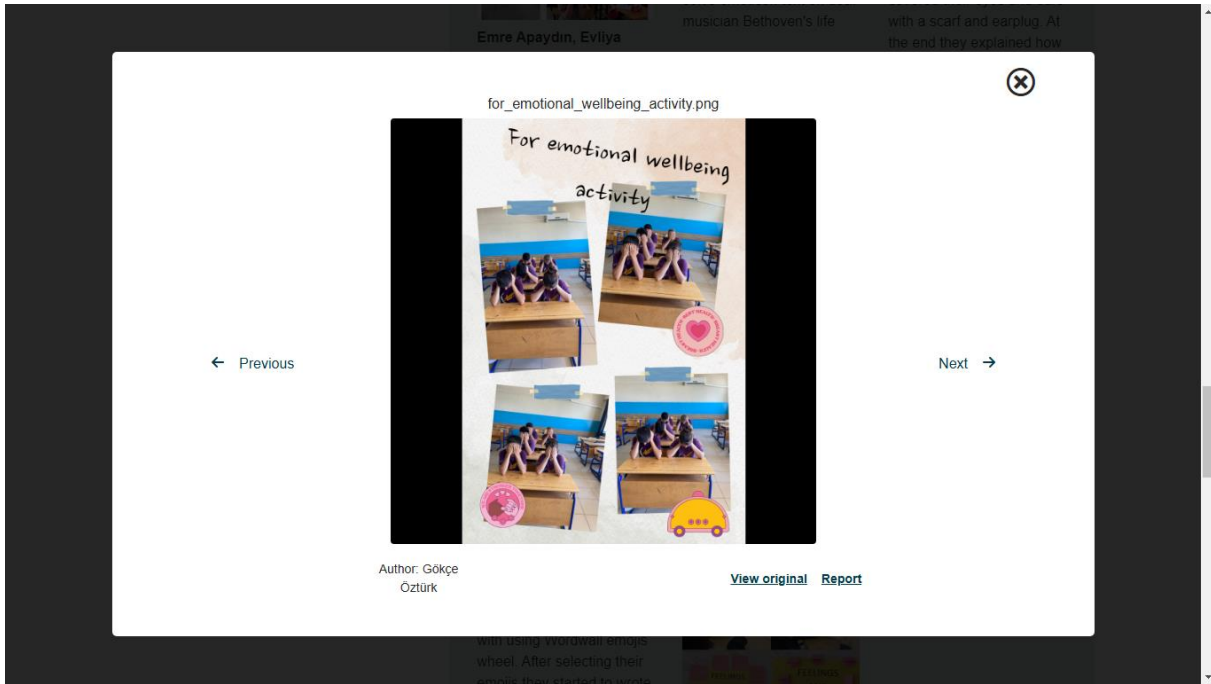 musician Bethoven's life
with a scarf and earplug. At
Emre Apaydın, Evliya
the end they explained how
for_emotional_wellbeing_activity.png
For emotional wellbeing
activity
Previous
Next
Author: Gökçe
Öztürk
View original
Report
with using Wordwall emojis
wheel. After selecting their
emojis they started to wrote